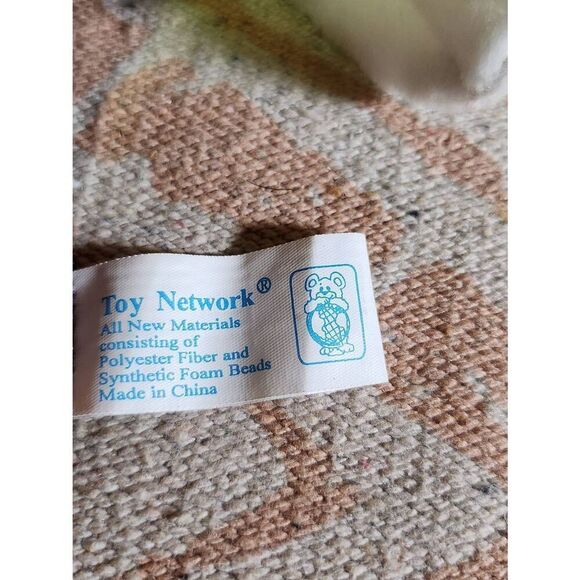 Toy Network®
All New Materials
consisting of
Polyester Fiber and
Synthetic Foam Beads
Made in China